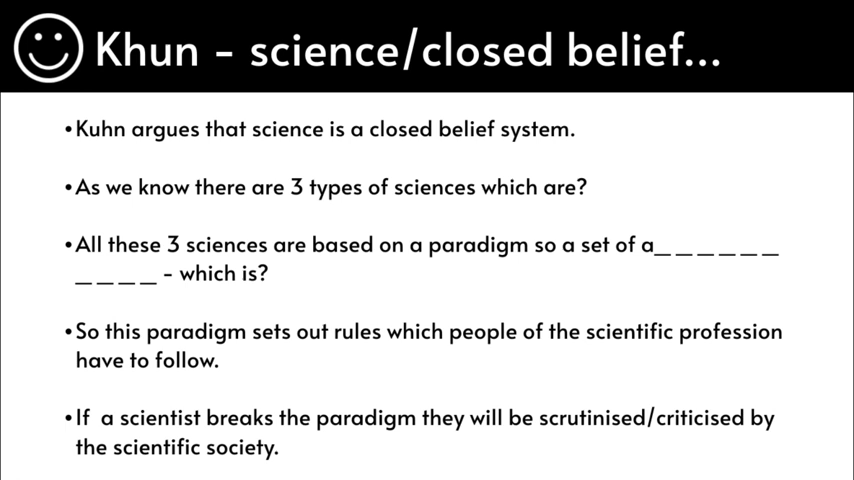 Khun - science/closed belief...
•Kuhn argues that science is a closed belief system.
•As we know there are 3 types of sciences which are?
•All these 3 sciences are based on a paradigm so a set of a_ _ _ _ _ _
_ _ _ _ - which is?
•So this paradigm sets out rules which people of the scientific profession
have to follow.
•If  a scientist breaks the paradigm they will be scrutinised/criticised by
the scientific society.